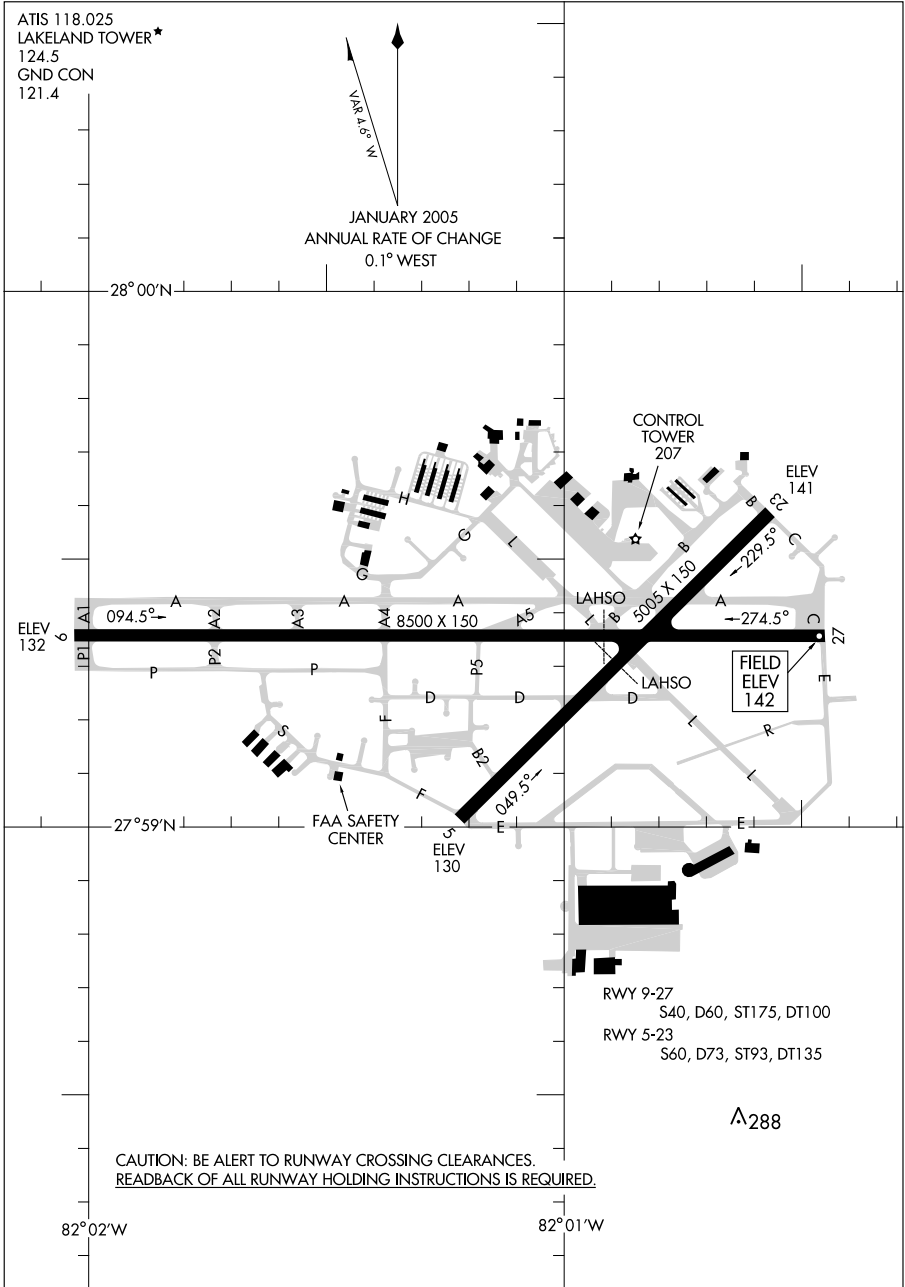 ATIS 118.025
LAKELAND TOWER★
124.5
GND CON
121.4
VAR 4.6° W
JANUARY 2005
ANNUAL RATE OF CHANGE
0.1° WEST
28°00'N
CONTROL
TOWER
207
ELEV
141
23
B
C
H
G
L
B
229.5°
G
5005 X 150
LAHSO
A1
A
A2
A3
A
A4
A
A5
L
B
A
C
094.5°
8500 X 150
274.5°
ELEV
132
9
27
P1
P2
P
P
P5
LAHSO
FIELD
ELEV
142
E
D
D
D
F
L
R
S
B2
L
F
049.5°
FAA SAFETY
CENTER
27°59'N
5
E
E
ELEV
130
RWY 9-27
S40, D60, ST175, DT100
RWY 5-23
S60, D73, ST93, DT135
288
CAUTION: BE ALERT TO RUNWAY CROSSING CLEARANCES.
READBACK OF ALL RUNWAY HOLDING INSTRUCTIONS IS REQUIRED.
82°02'W
82°01'W